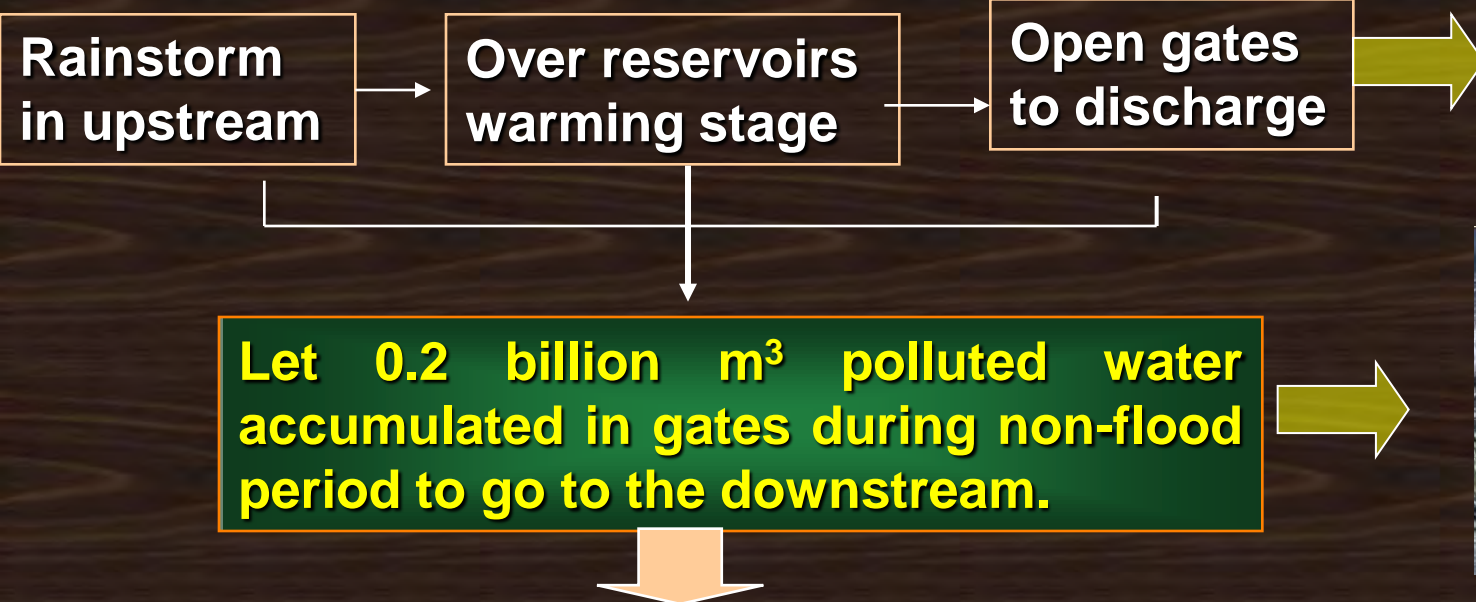 Rainstorm
in upstream
Over reservoirs
warming stage
Open gates
to discharge
Let 0.2 billion m³ polluted water
accumulated in gates during non-flood
period to go to the downstream.